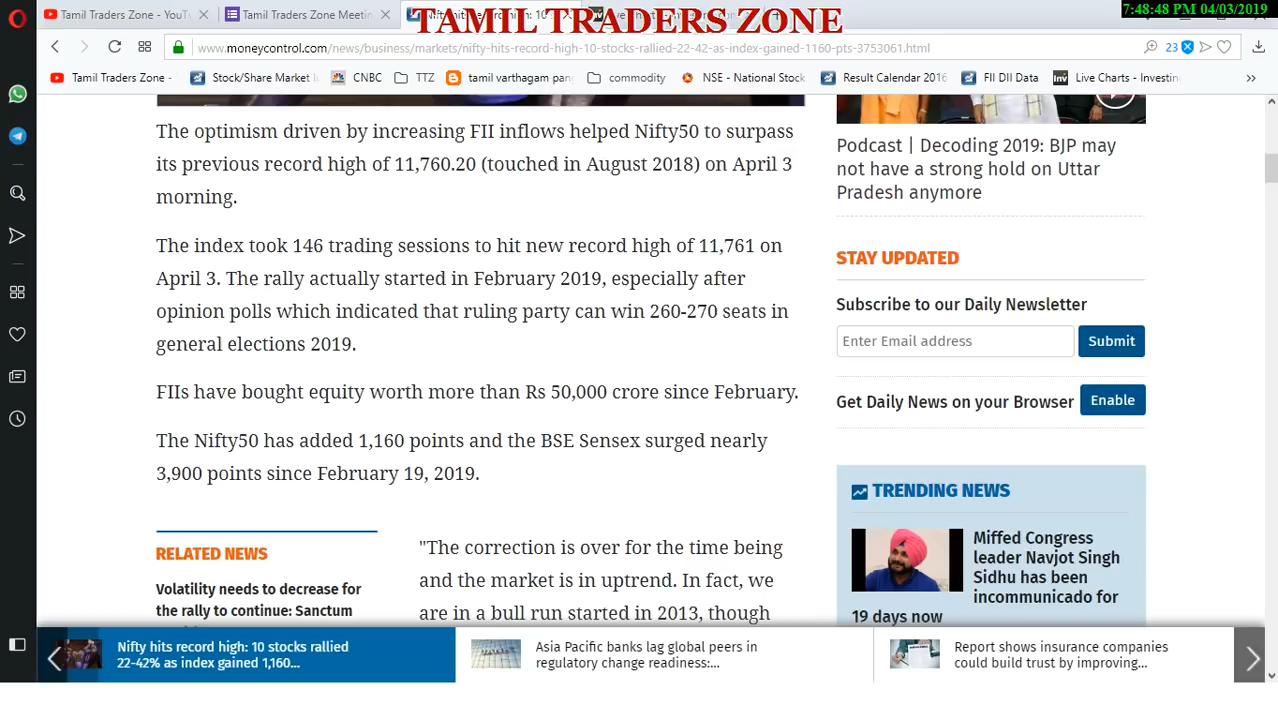 7:48:48 PM 04/03/2019
TAMIL TRADERS ZONE
Tamil Traders Zone - YouT
Tamil Traders Zone Meetin
www.moneycontrol.com/news/business/markets/nifty-hits-record-high-10-stocks-rallied-22-42-as-index-gained-1160-pts-3753061.html
23
Tamil Traders Zone -
Stock/Share Market
CNBC
TTZ
tamil varthagam pan
commodity
NSE - National Stock
Result Calendar 2016
FII DII Data
Live Charts - Investin
The optimism driven by increasing FII inflows helped Nifty50 to surpass
its previous record high of 11,760.20 (touched in August 2018) on April 3
morning.
The index took 146 trading sessions to hit new record high of 11,761 on
April 3. The rally actually started in February 2019, especially after
opinion polls which indicated that ruling party can win 260-270 seats in
general elections 2019.
FIIs have bought equity worth more than Rs 50,000 crore since February.
The Nifty50 has added 1,160 points and the BSE Sensex surged nearly
3,900 points since February 19, 2019.
RELATED NEWS
Volatility needs to decrease for
the rally to continue: Sanctum
"The correction is over for the time being
and the market is in uptrend. In fact, we
are in a bull run started in 2013, though
Podcast | Decoding 2019: BJP may
not have a strong hold on Uttar
Pradesh anymore
STAY UPDATED
Subscribe to our Daily Newsletter
Enter Email address
Submit
Get Daily News on your Browser
Enable
TRENDING NEWS
Miffed Congress
leader Navjot Singh
Sidhu has been
incommunicado for
19 days now
Nifty hits record high: 10 stocks rallied
22-42% as index gained 1,160...
Asia Pacific banks lag global peers in
regulatory change readiness:...
Report shows insurance companies
could build trust by improving...